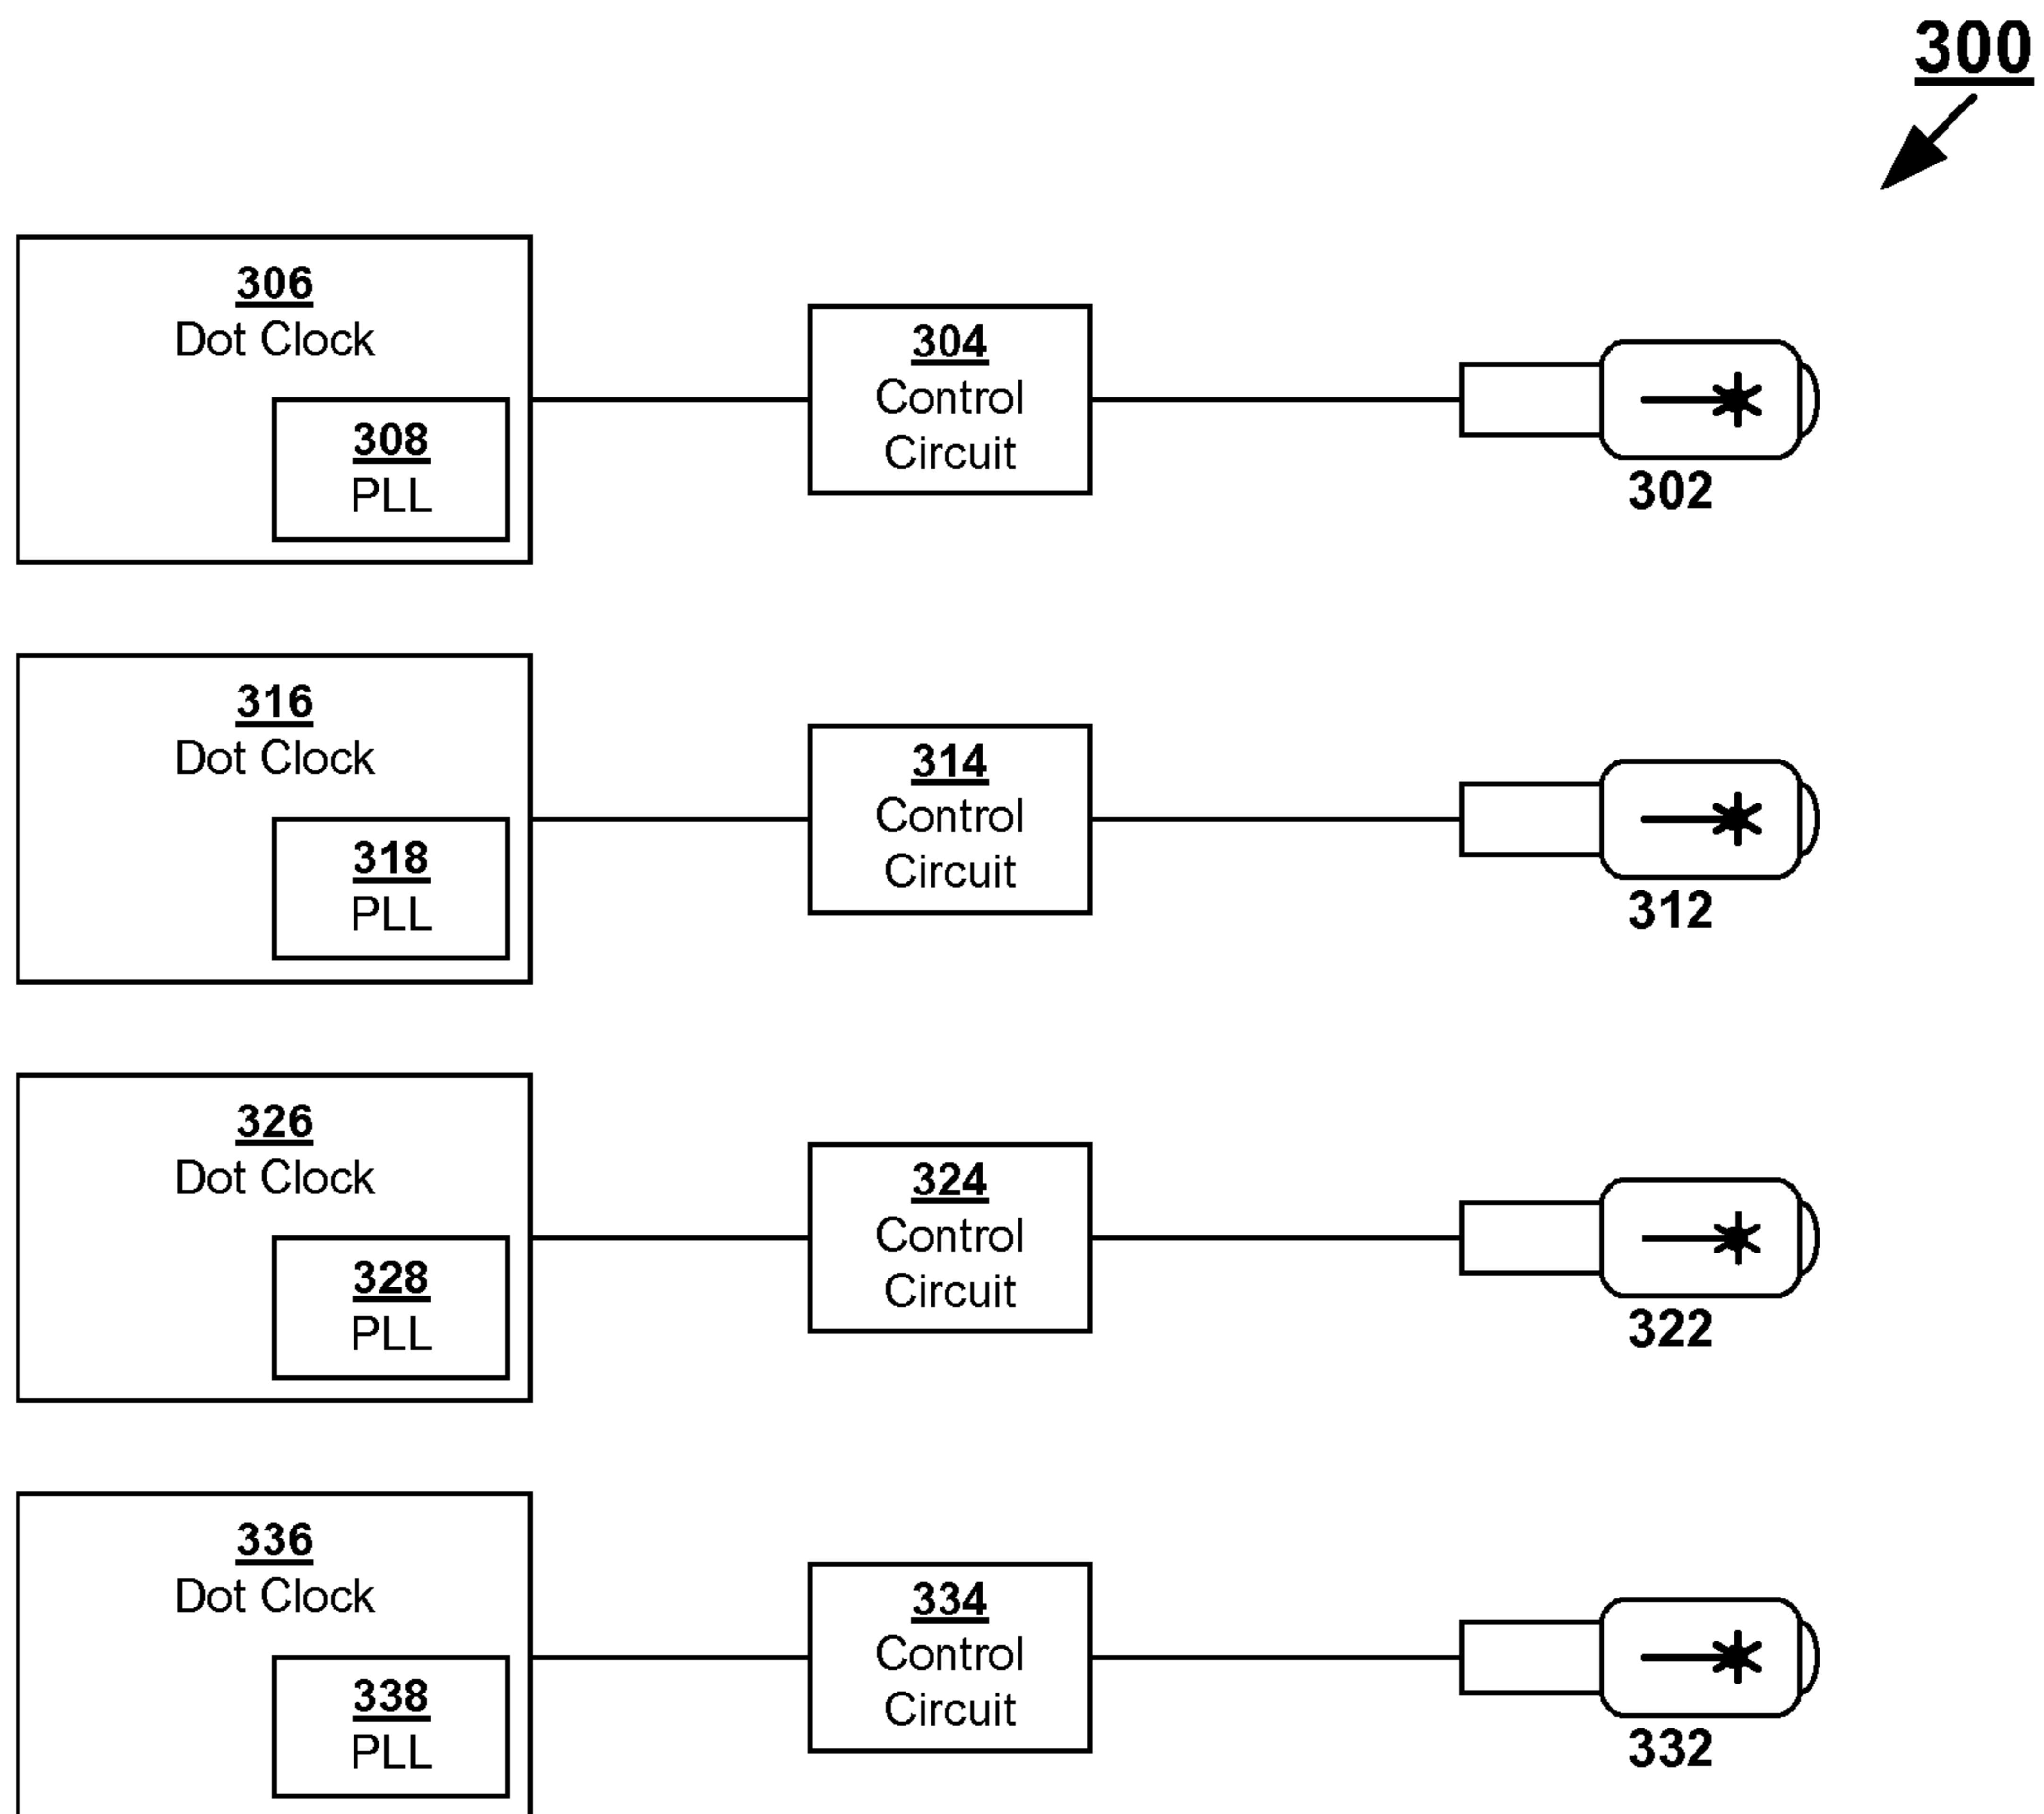 300
306
Dot Clock
308
PLL
304
Control
Circuit
302
316
Dot Clock
318
PLL
314
Control
Circuit
312
326
Dot Clock
328
PLL
324
Control
Circuit
322
336
Dot Clock
338
PLL
334
Control
Circuit
332